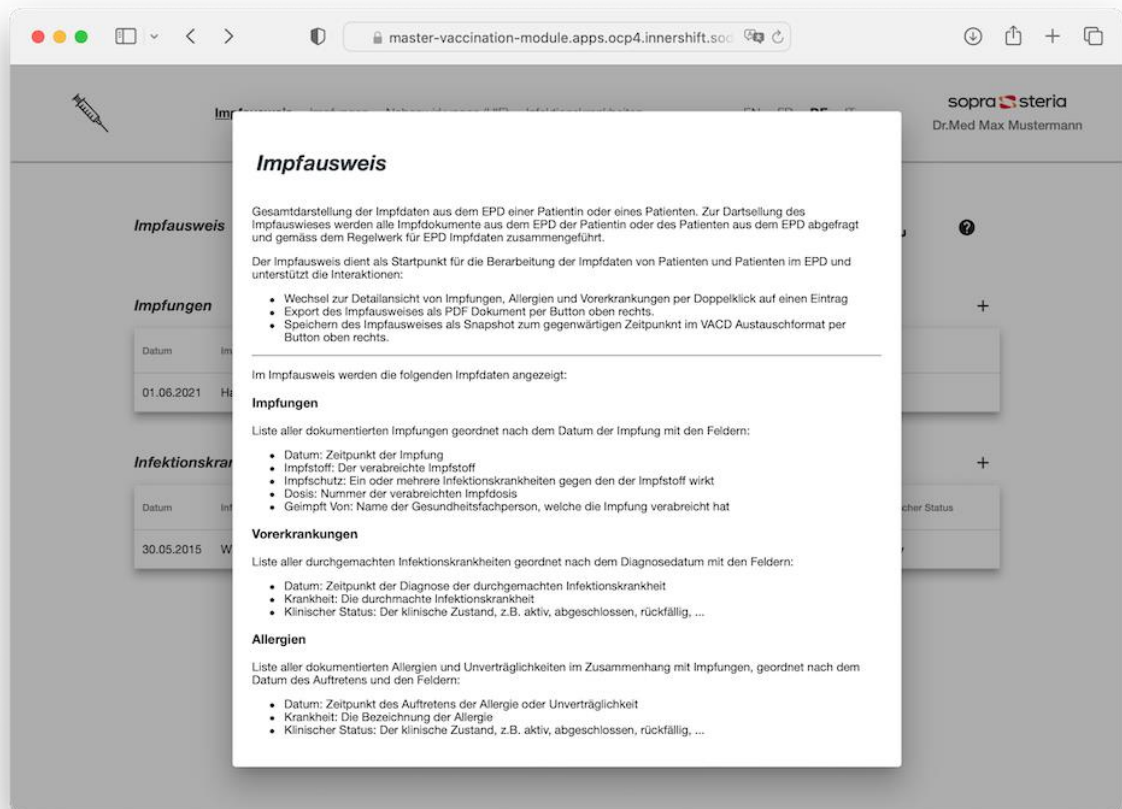 master-vaccination-module.apps.ocp4.innershift.sod
sopra steria
Dr.Med Max Mustermann
Impfausweis
Impfungen
Datum
01.06.2021
Datum
cher Status
30.05.2015
Impfausweis
Gesamtdarstellung der Impfdaten aus dem EPD einer Patientin oder eines Patienten. Zur Dartsellung des
Impfauswieses werden alle Impfdokumente aus dem EPD der Patientin oder des Patienten aus dem EPD abgefragt
und gemäss dem Regelwerk für EPD Impfdaten zusammengeführt.
Der Impfausweis dient als Startpunkt für die Berarbeitung der Impfdaten von Patienten und Patienten im EPD und
unterstützt die Interaktionen:
• Wechsel zur Detailansicht von Impfungen, Allergien und Vorerkrankungen per Doppelklick auf einen Eintrag
• Export des Impfausweises als PDF Dokument per Button oben rechts.
• Speichern des Impfausweises als Snapshot zum gegenwärtigen Zeitpunknt im VACD Austauschformat per
Button oben rechts.
Im Impfausweis werden die folgenden Impfdaten angezeigt:
Impfungen
Liste aller dokumentierten Impfungen geordnet nach dem Datum der Impfung mit den Feldern:
• Datum: Zeitpunkt der Impfung
• Impfstoff: Der verabreichte Impfstoff
• Impfschutz: Ein oder mehrere Infektionskrankheiten gegen den der Impfstoff wirkt
• Dosis: Nummer der verabreichten Impfdosis
• Geimpft Von: Name der Gesundheitsfachperson, welche die Impfung verabreicht hat
Vorerkrankungen
Liste aller durchgemachten Infektionskrankheiten geordnet nach dem Diagnosedatum mit den Feldern:
• Datum: Zeitpunkt der Diagnose der durchgemachten Infektionskrankheit
• Krankheit: Die durchmachte Infektionskrankheit
• Klinischer Status: Der klinische Zustand, z.B. aktiv, abgeschlossen, rückfällig, ...
Allergien
Liste aller dokumentierten Allergien und Unverträglichkeiten im Zusammenhang mit Impfungen, geordnet nach dem
Datum des Auftretens und den Feldern:
• Datum: Zeitpunkt des Auftretens der Allergie oder Unverträglichkeit
• Krankheit: Die Bezeichnung der Allergie
• Klinischer Status: Der klinische Zustand, z.B. aktiv, abgeschlossen, rückfällig, ...